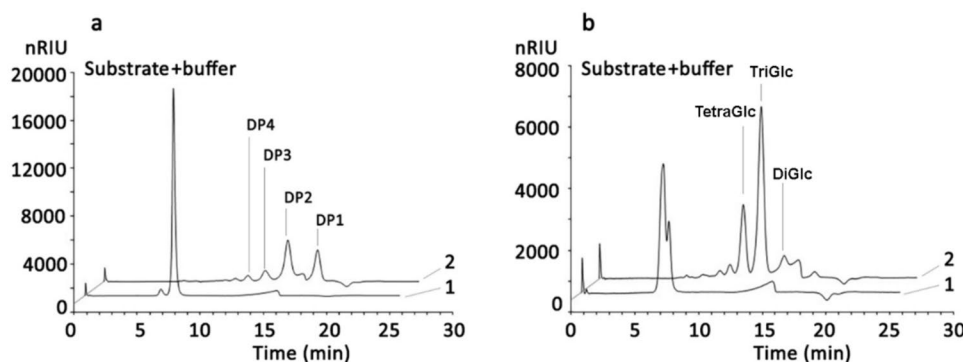 a
nRIU
Substrate+buffer
20000
16000
12000
8000
4000
0
DP4
DP3
DP2
DP1
2
1
0 5 10 15 20 25 30
Time (min)
b
nRIU
Substrate+buffer
8000
6000
4000
2000
0
TriGlc
TetraGlc
DiGlc
2
1
0 5 10 15 20 25 30
Time (min)